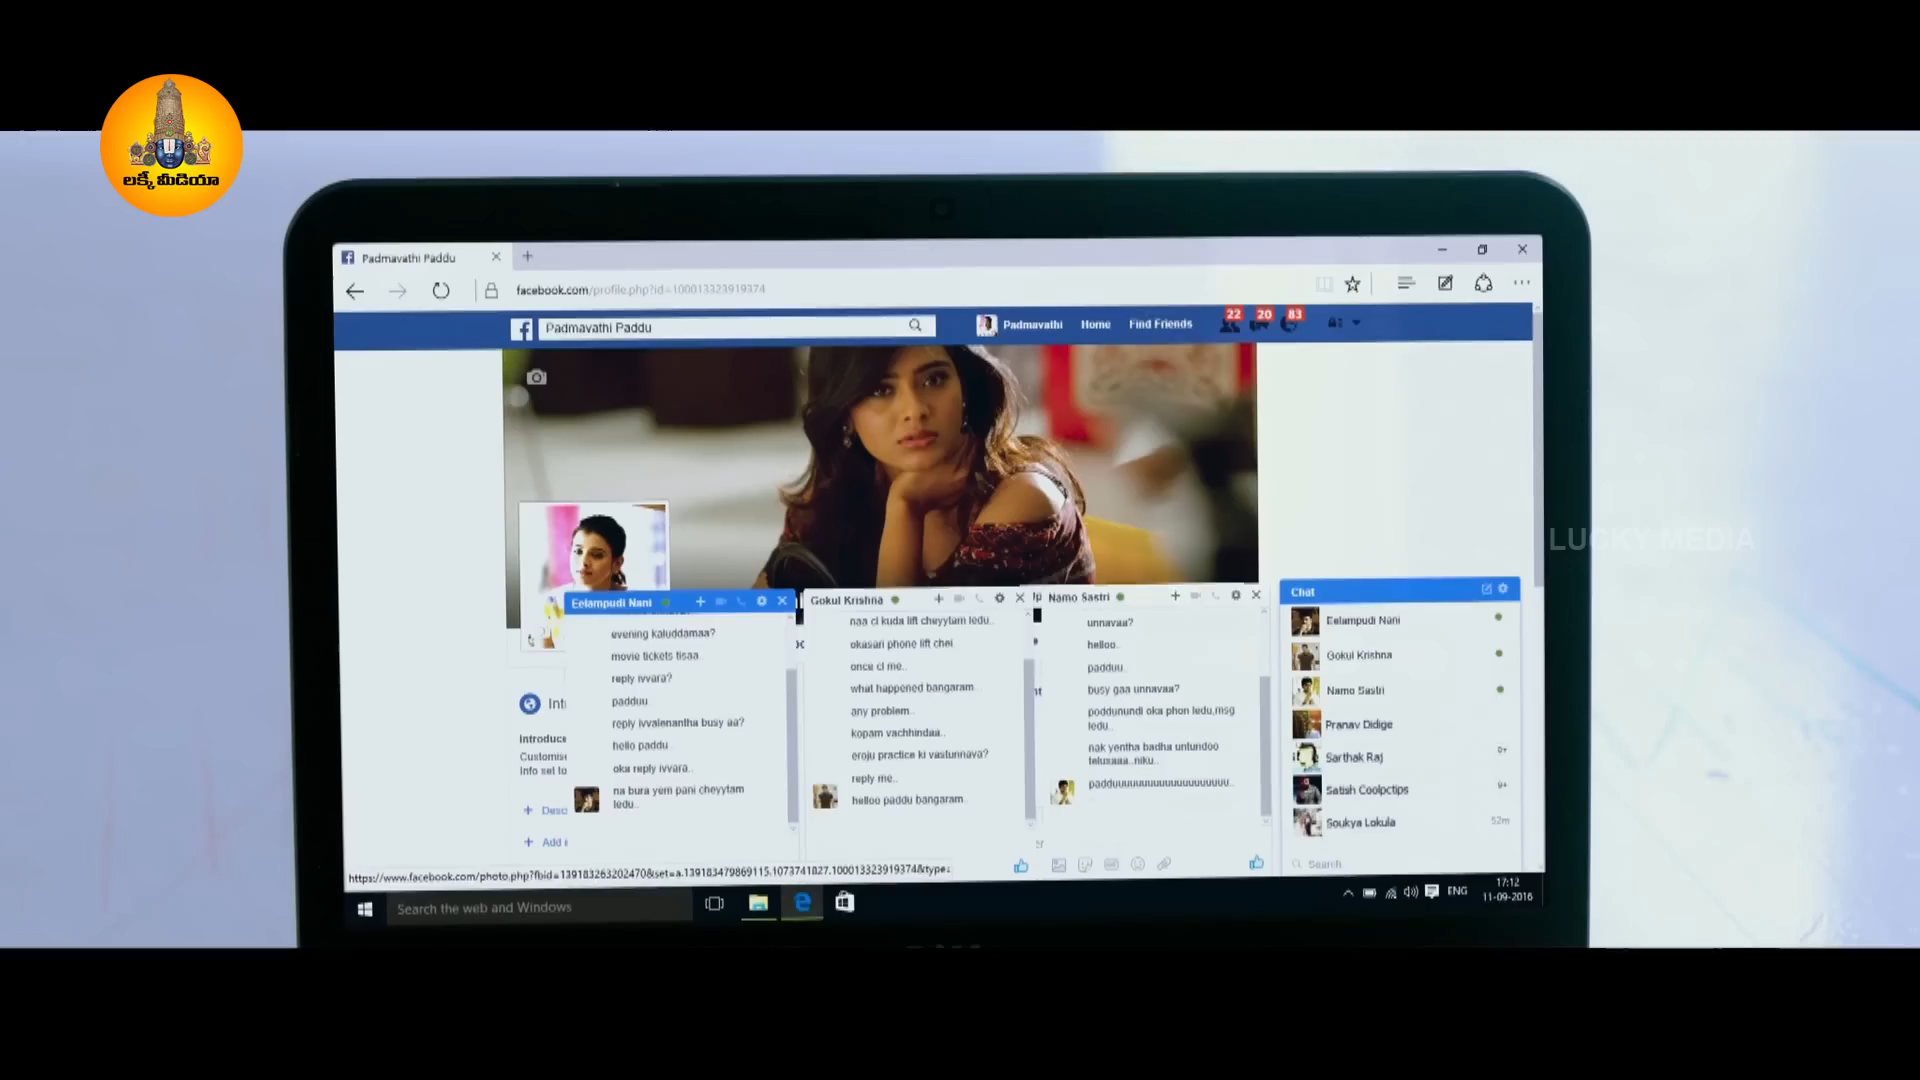 లక్కీ మీడియా
Padmavathi Paddu
facebook.com/profile.php?id=100013323919374
Padmavathi Paddu
Padmavathi Home Find Friends 22 20 83
LUCKY MEDIA
Eelampudi Nani
evening kaluddamaa?
movie tickets tisaa
reply ivvara?
padduu
reply ivvalenantha busy aa?
hello paddu..
oka reply ivvara..
na bura yem pani cheyytam
ledu..
Gokul Krishna
naa cl kuda lift cheyytam ledu..
okasari phone lift chei
once cl me..
what happened bangaram
any problem..
kopam vachhindaa..
eroju practice ki vastunnava?
reply me..
helloo paddu bangaram
Namo Sastri
unnavaa?
helloo.
padduu.
busy gaa unnavaa?
poddunundi oka phon ledu,msg
ledu..
nak yentha badha untundoo
telusaaa..niku..
padduuuuuuuuuuuuuuuuuuuu..
Chat
Eelampudi Nani
Gokul Krishna
Namo Sastri
Pranav Didige
Sarthak Raj
Satish Coolpctips
Soukya Lokula 52m
Search
Int
Introduce
Customise
Info set to
+ Desc
+ Add
https://www.facebook.com/photo.php?fbid=139183263202470&set=a.139183479869115.1073741827.100013323919374&type=
Search the web and Windows
ENG
17:12
11-09-2016